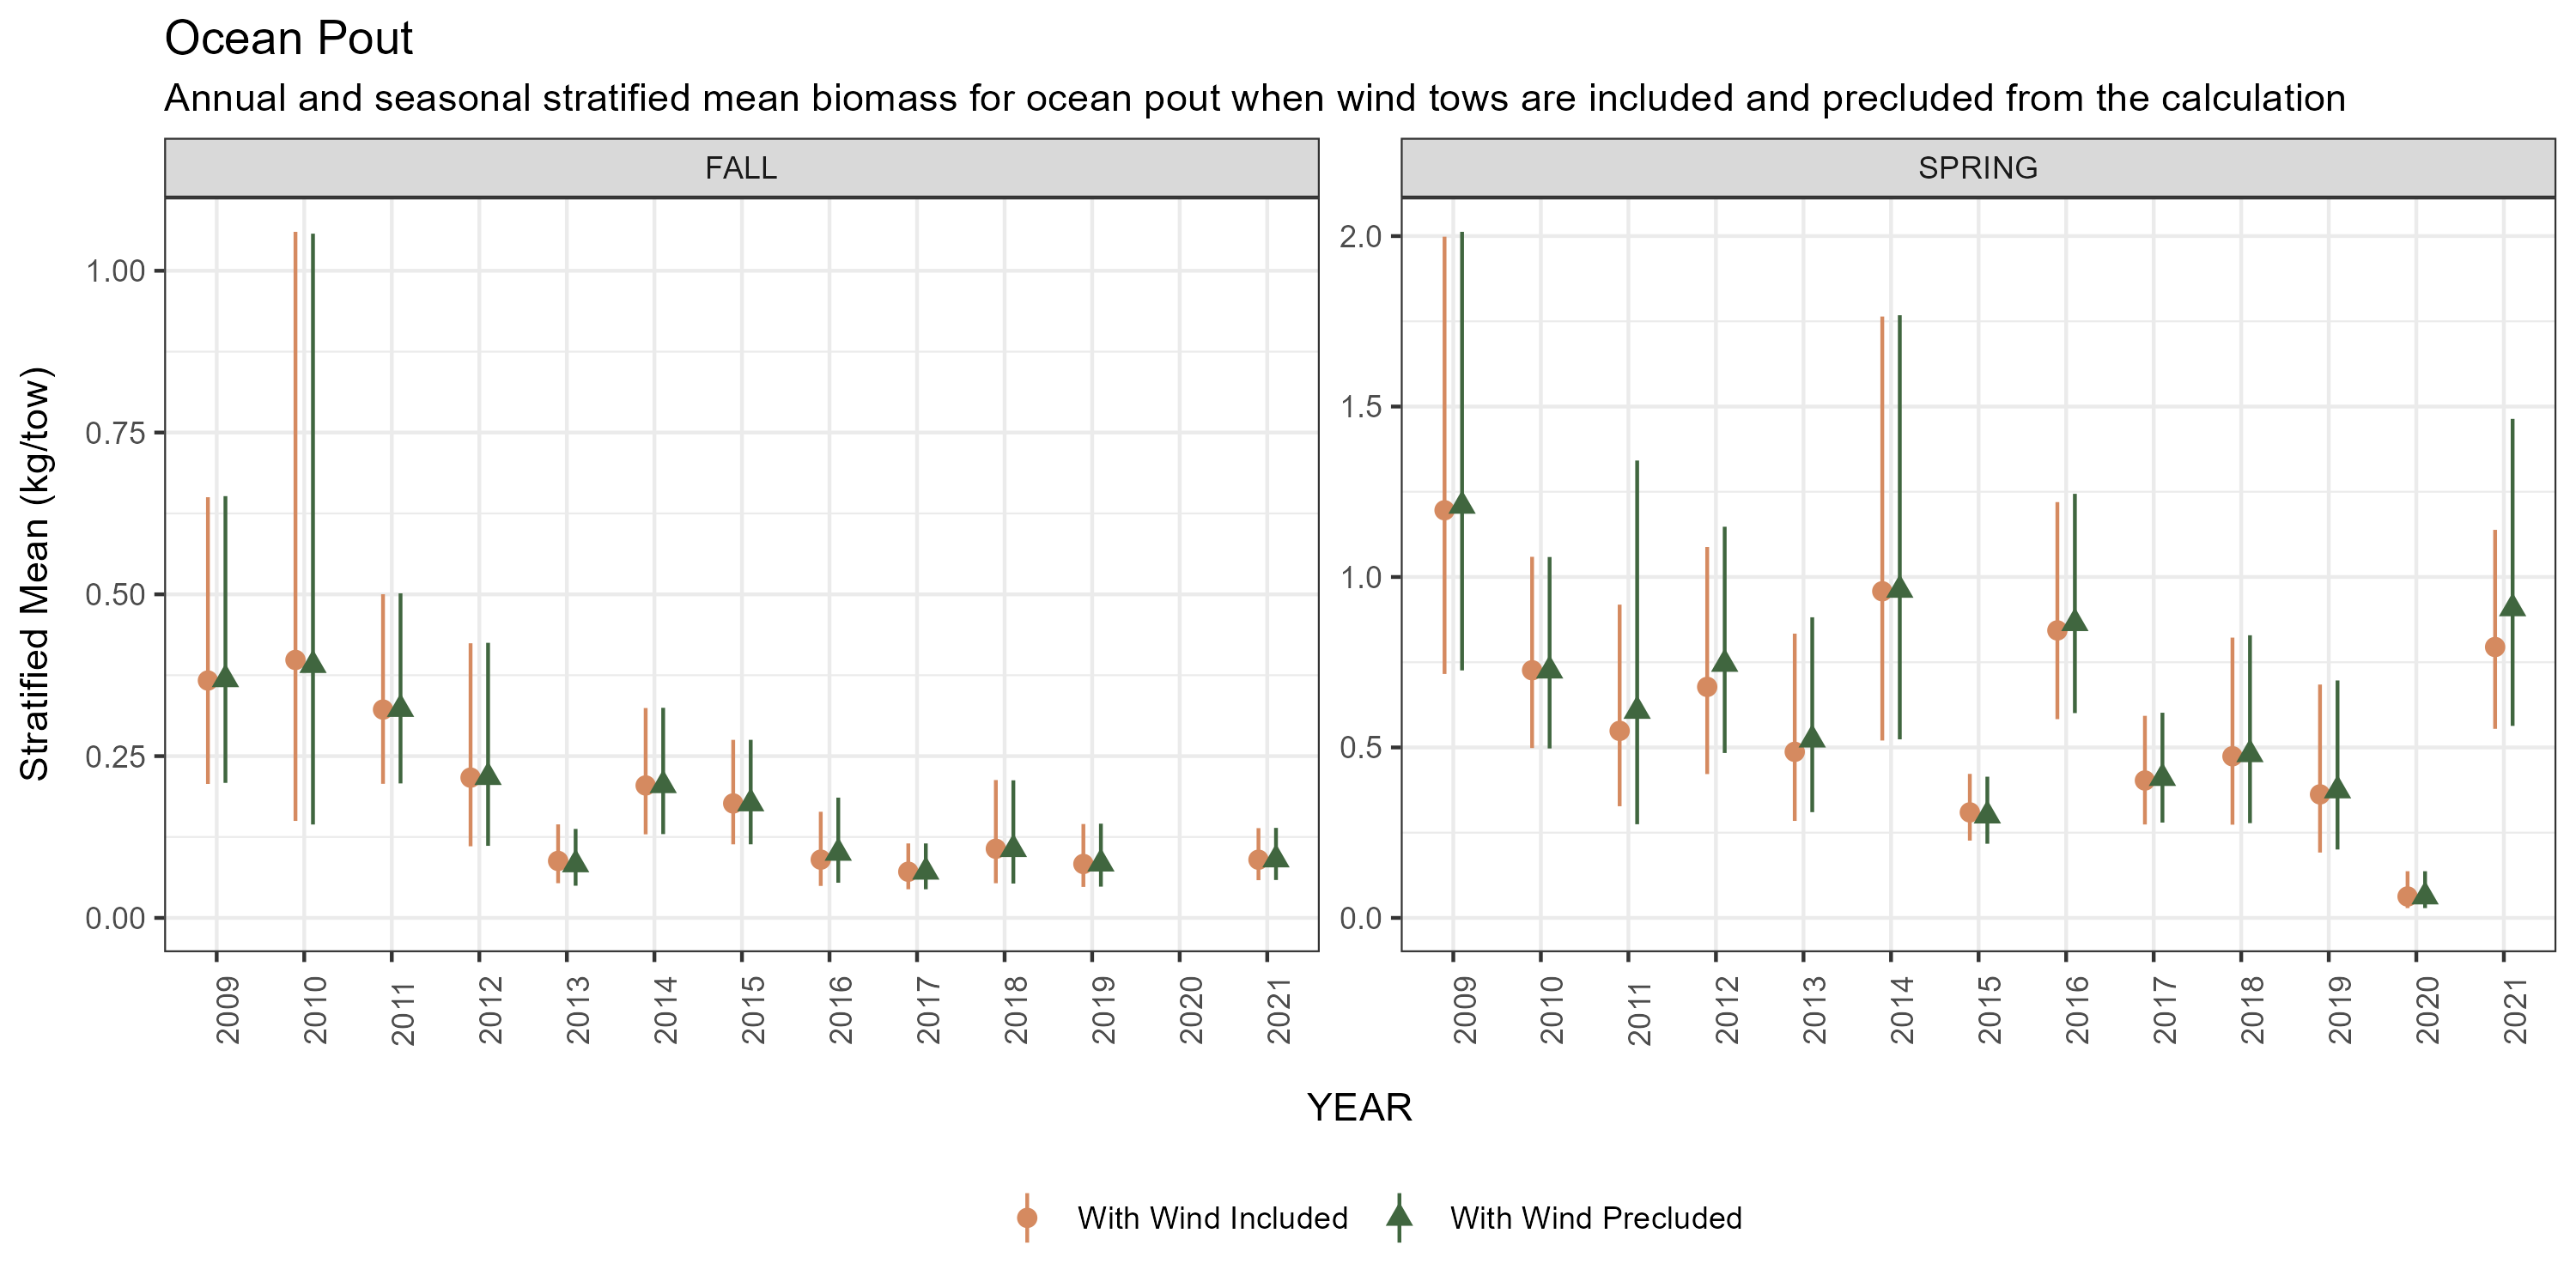 Ocean Pout
Annual and seasonal stratified mean biomass for ocean pout when wind tows are included and precluded from the calculation
FALL
SPRING
Stratified Mean (kg/tow)
1.00
0.75
0.50
0.25
0.00
2.0
1.5
1.0
0.5
0.0
2009 2010 2011 2012 2013 2014 2015 2016 2017 2018 2019 2020 2021
2009 2010 2011 2012 2013 2014 2015 2016 2017 2018 2019 2020 2021
YEAR
With Wind Included With Wind Precluded